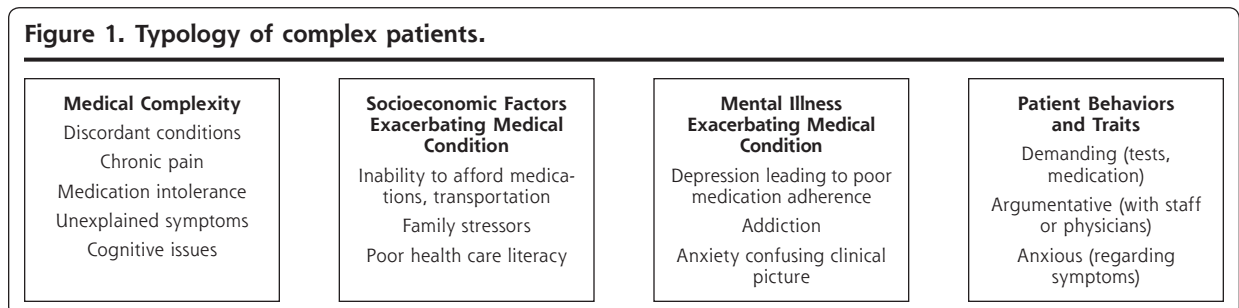 Figure 1. Typology of complex patients.
Medical Complexity
Discordant conditions
Chronic pain
Medication intolerance
Unexplained symptoms
Cognitive issues
Socioeconomic Factors
Exacerbating Medical
Condition
Inability to afford medica-
tions, transportation
Family stressors
Poor health care literacy
Mental Illness
Exacerbating Medical
Condition
Depression leading to poor
medication adherence
Addiction
Anxiety confusing clinical
picture
Patient Behaviors
and Traits
Demanding (tests,
medication)
Argumentative (with staff
or physicians)
Anxious (regarding
symptoms)